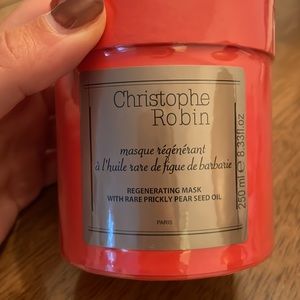 Christophe
Robin
masque régénérant
à l'huile rare de figue de barbarie
REGENERATING MASK
WITH RARE PRICKLY PEAR SEED OIL
PARIS
250 ml e 8.33fl.oz